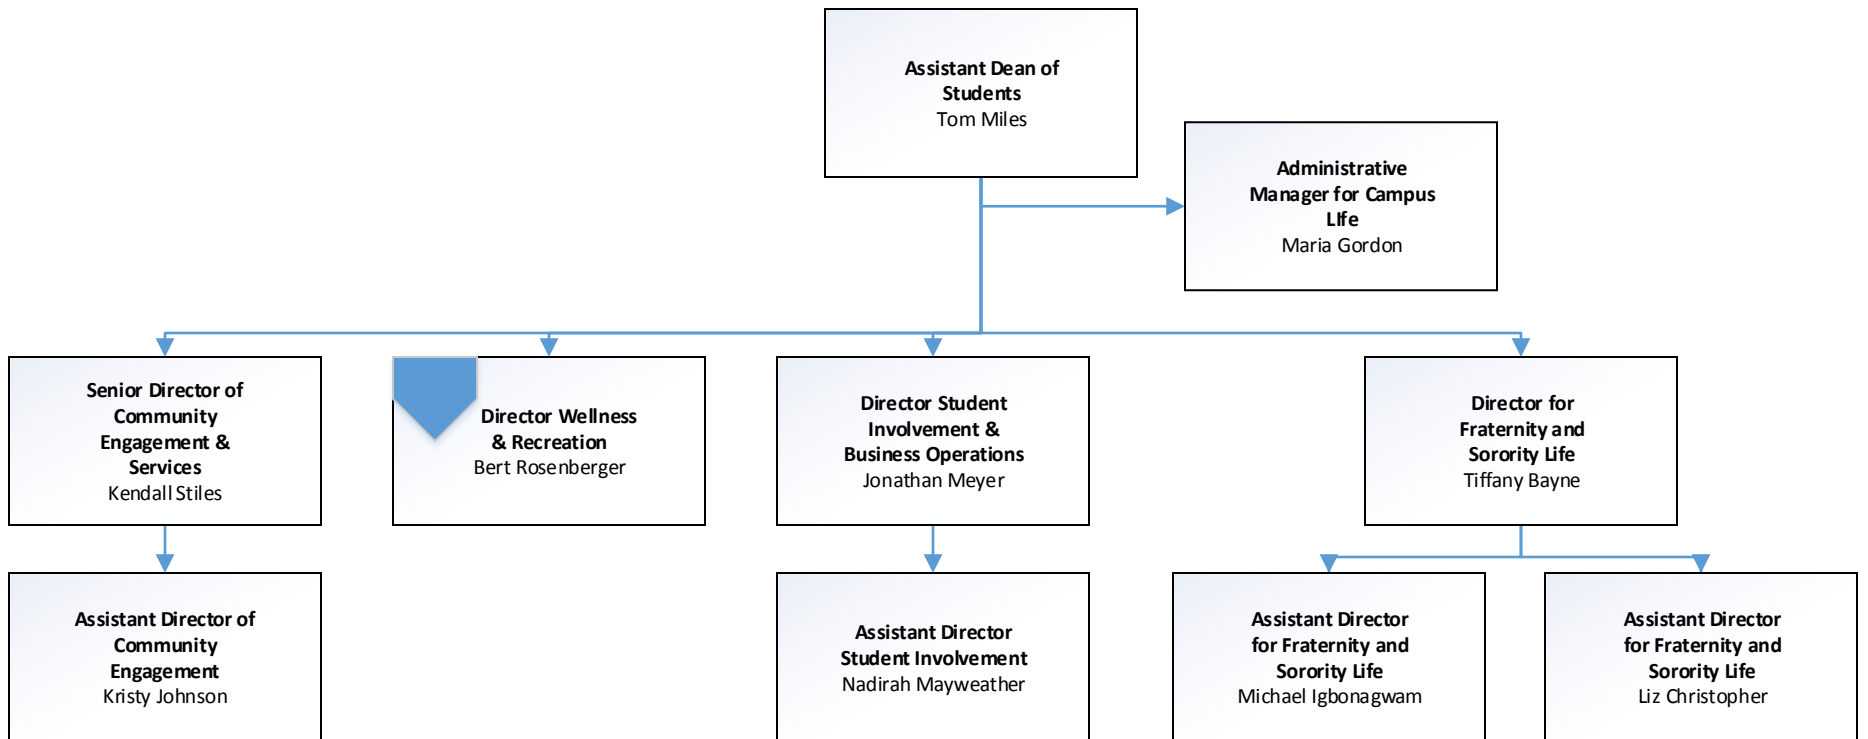 Assistant Dean of
Students
Tom Miles
Administrative
Manager for Campus
LIfe
Maria Gordon
Senior Director of
Community
Engagement &
Services
Kendall Stiles
Director Wellness
& Recreation
Bert Rosenberger
Director Student
Involvement &
Business Operations
Jonathan Meyer
Director for
Fraternity and
Sorority Life
Tiffany Bayne
Assistant Director of
Community
Engagement
Kristy Johnson
Assistant Director
Student Involvement
Nadirah Mayweather
Assistant Director
for Fraternity and
Sorority Life
Michael Igbonagwam
Assistant Director
for Fraternity and
Sorority Life
Liz Christopher